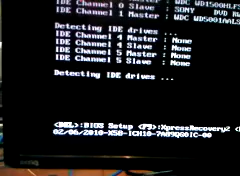 IDE Channel 0 Master : WDC WD1500HLFS
IDE Channel 0 Slave : SONY DVD RW
IDE Channel 1 Master : WDC WD5001AALS
Detecting IDE drives ...
IDE Channel 4 Master : None
IDE Channel 4 Slave : None
IDE Channel 5 Master : None
IDE Channel 5 Slave : None
Detecting IDE drives ...
<DEL>:BIOS Setup <F9>:XpressRecovery2
02/06/2010-X58-ICH10-7A89QG0IC-00